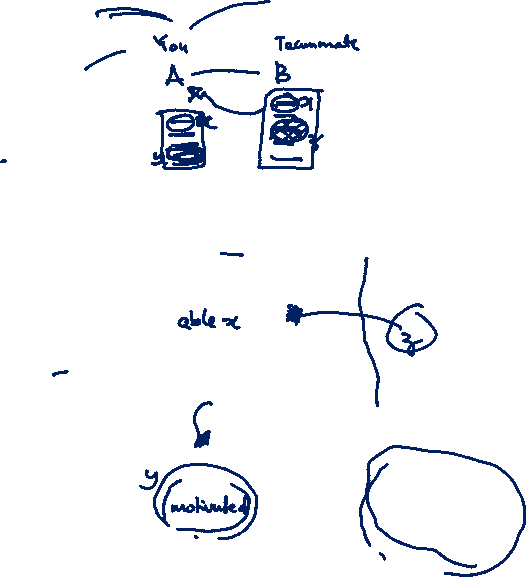 You Teammate
A B
x x
y z
able x
z
y
motivated